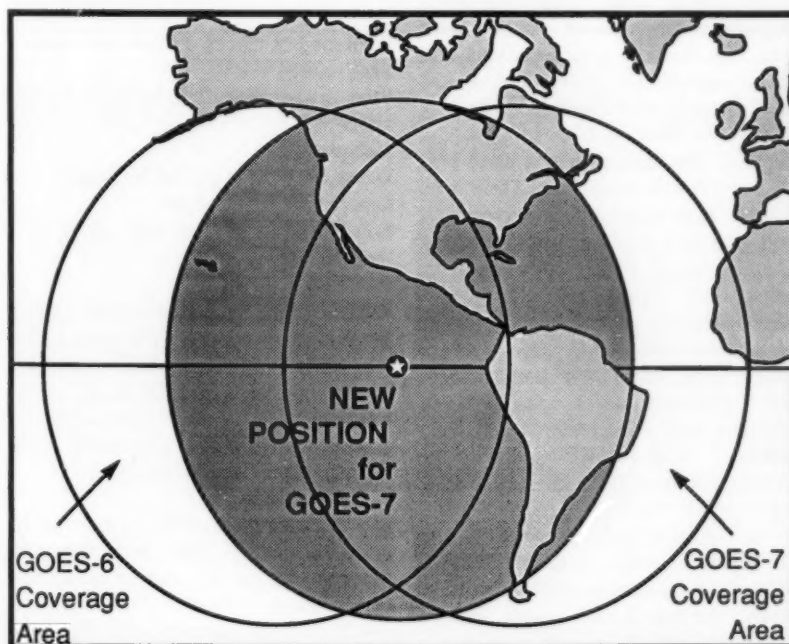 NEW
POSITION
for
GOES-7
GOES-6
Coverage
Area
GOES-7
Coverage
Area